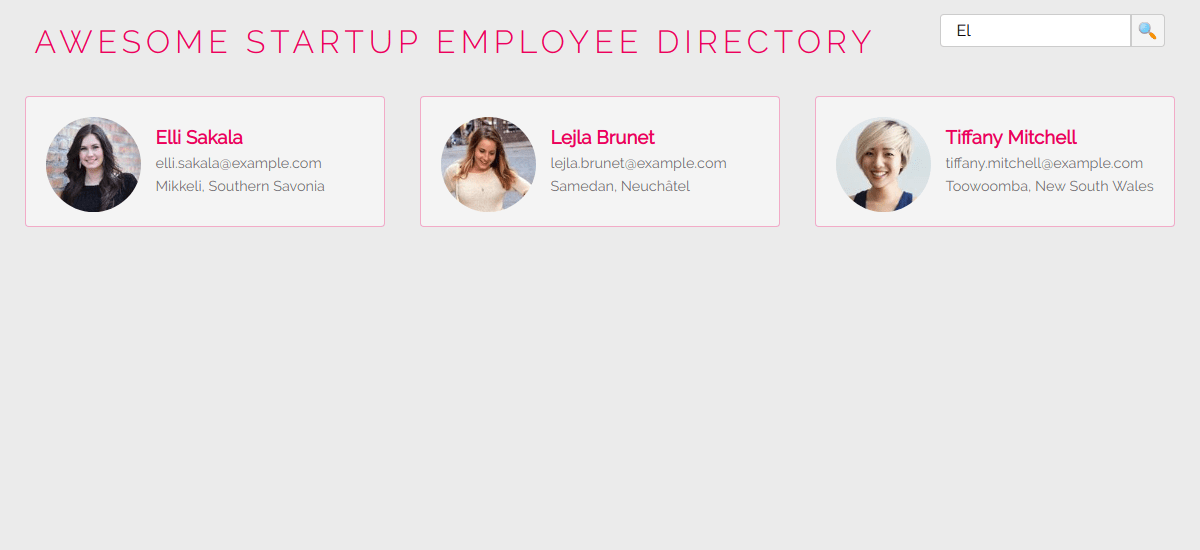 AWESOME STARTUP EMPLOYEE DIRECTORY
El
Elli Sakala
elli.sakala@example.com
Mikkeli, Southern Savonia
Lejla Brunet
lejla.brunet@example.com
Samedan, Neuchâtel
Tiffany Mitchell
tiffany.mitchell@example.com
Toowoomba, New South Wales